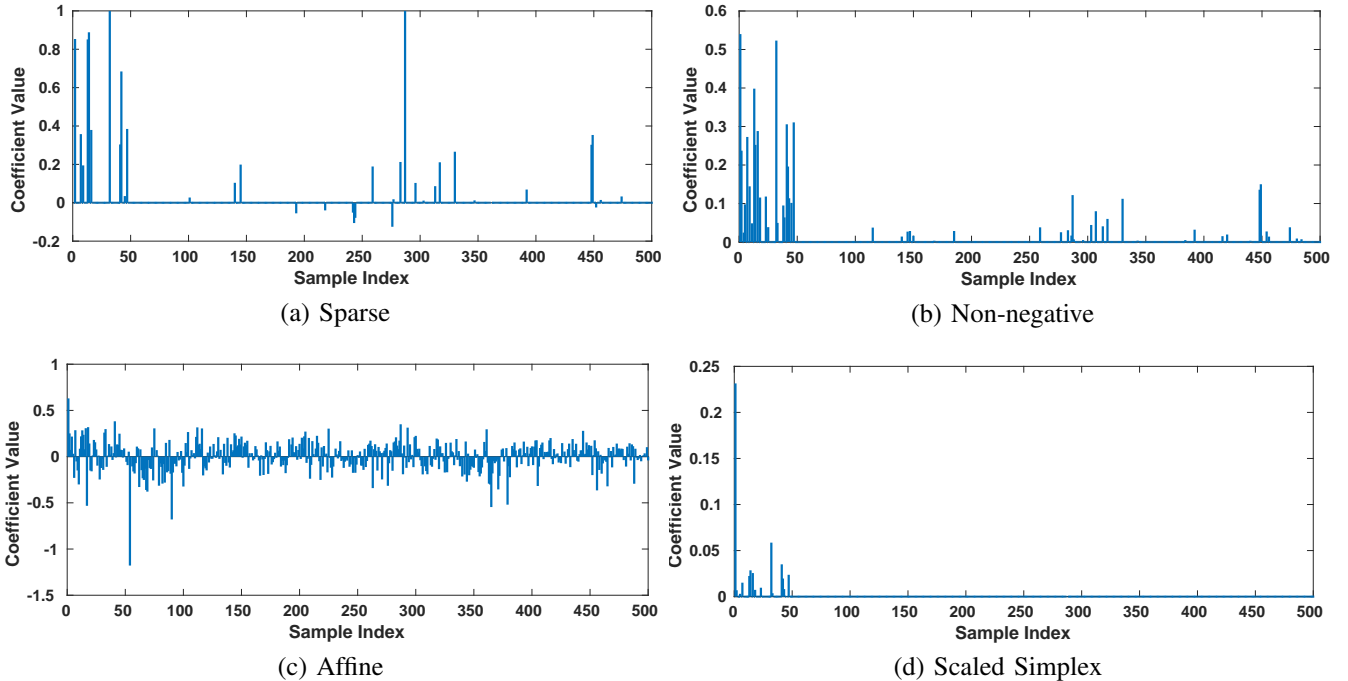 1
0.8
0.6
0.4
0.2
0
-0.2
Coefficient Value
0 50 100 150 200 250 300 350 400 450 500
Sample Index
(a) Sparse
0.6
0.5
0.4
0.3
0.2
0.1
0
Coefficient Value
0 50 100 150 200 250 300 350 400 450 500
Sample Index
(b) Non-negative
1
0.5
0
-0.5
-1
-1.5
Coefficient Value
0 50 100 150 200 250 300 350 400 450 500
Sample Index
(c) Affine
0.25
0.2
0.15
0.1
0.05
0
Coefficient Value
0 50 100 150 200 250 300 350 400 450 500
Sample Index
(d) Scaled Simplex